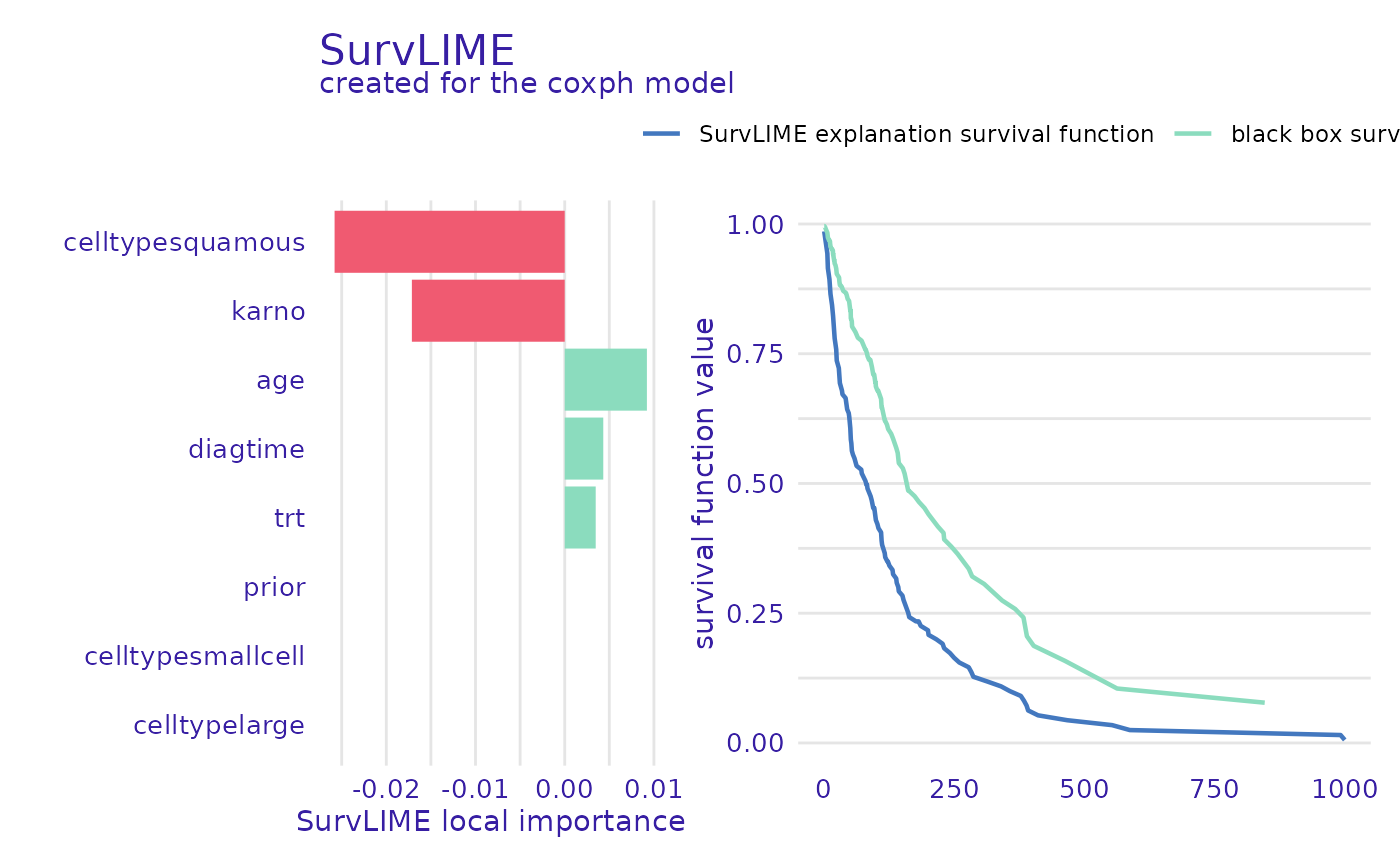 SurvLIME
created for the coxph model
SurvLIME explanation survival function
black box surv
celltypesquamous
karno
age
diagtime
trt
prior
celltypesmallcell
celltypelarge
-0.02 -0.01 0.00 0.01
SurvLIME local importance
survival function value
1.00
0.75
0.50
0.25
0.00
0 250 500 750 1000